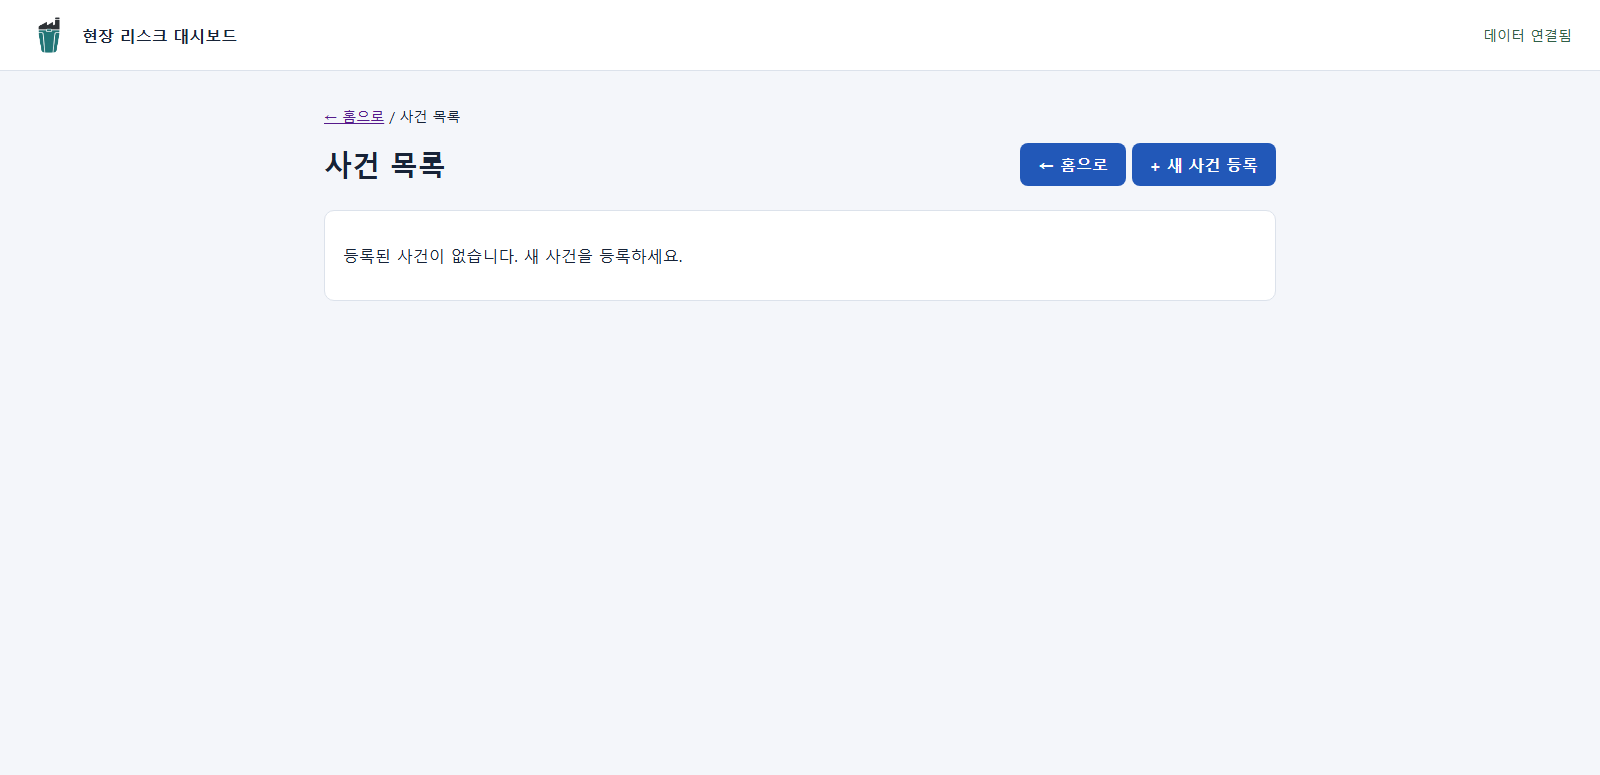 현장 리스크 대시보드
데이터 연결됨
← 홈으로 / 사건 목록
사건 목록
← 홈으로
+ 새 사건 등록
등록된 사건이 없습니다. 새 사건을 등록하세요.